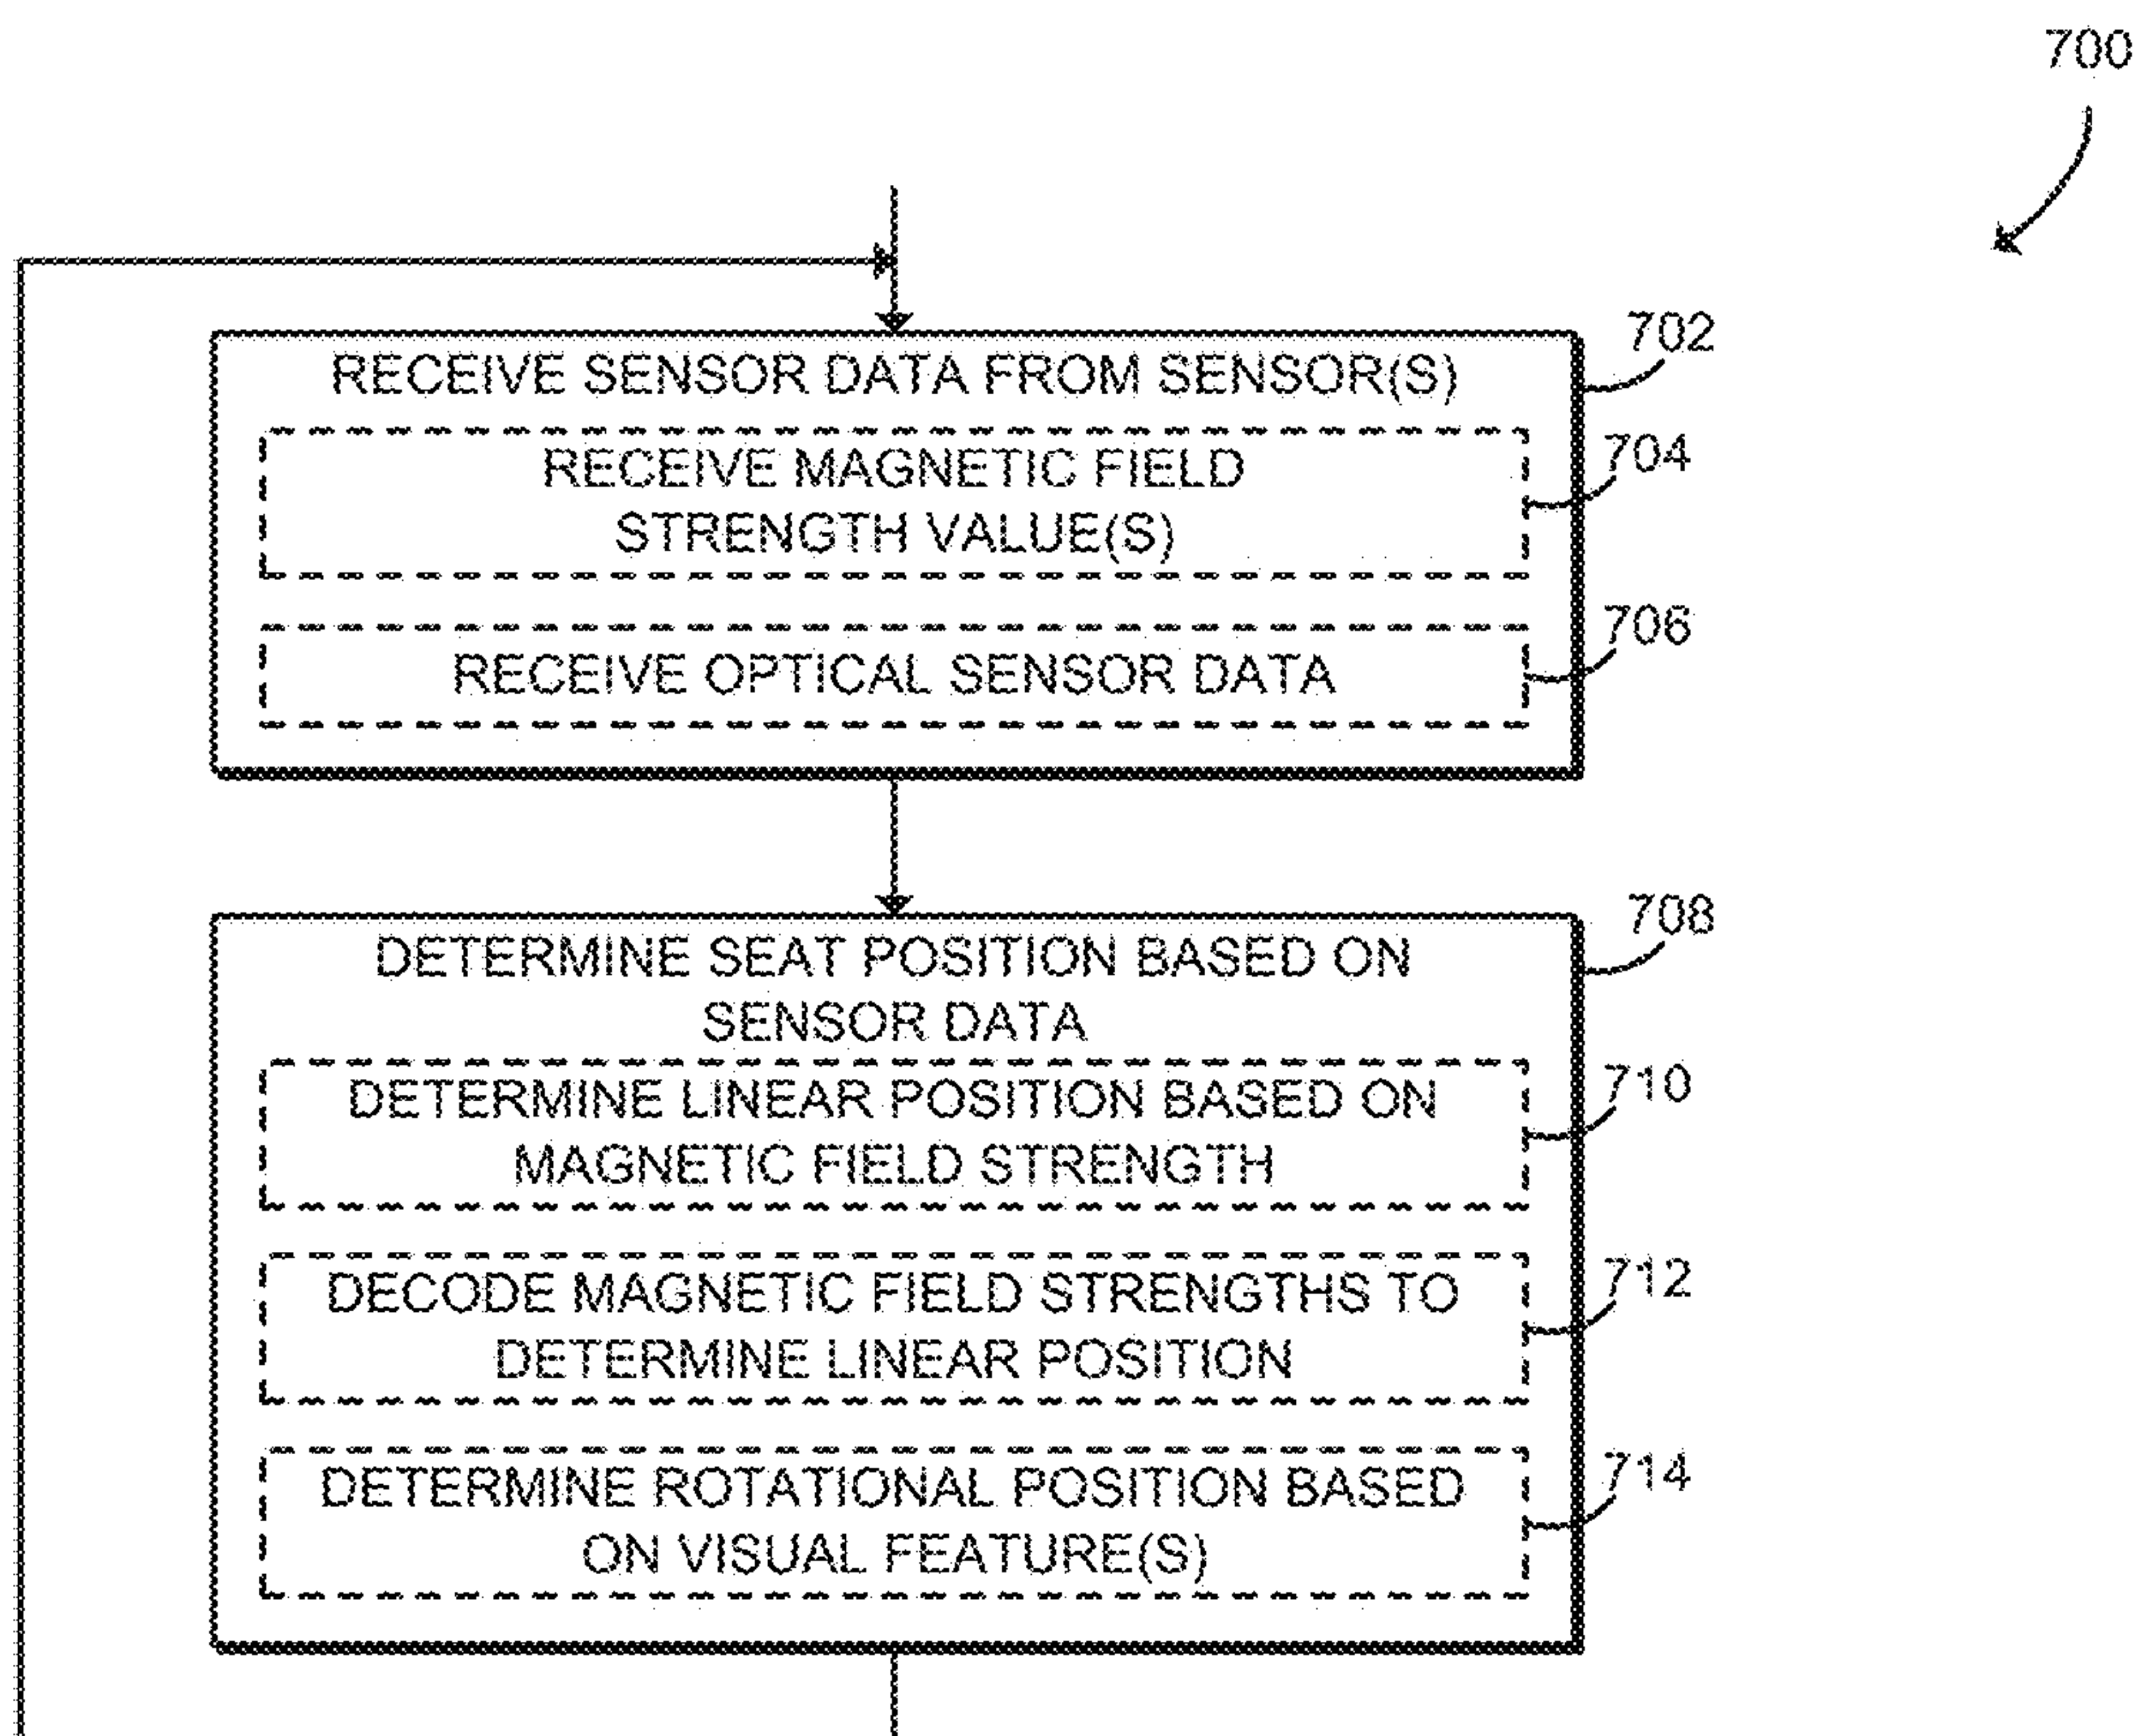 700
RECEIVE SENSOR DATA FROM SENSOR(S)
702
RECEIVE MAGNETIC FIELD
STRENGTH VALUE(S)
704
RECEIVE OPTICAL SENSOR DATA
706
DETERMINE SEAT POSITION BASED ON
SENSOR DATA
708
DETERMINE LINEAR POSITION BASED ON
MAGNETIC FIELD STRENGTH
710
DECODE MAGNETIC FIELD STRENGTHS TO
DETERMINE LINEAR POSITION
712
DETERMINE ROTATIONAL POSITION BASED
ON VISUAL FEATURE(S)
714